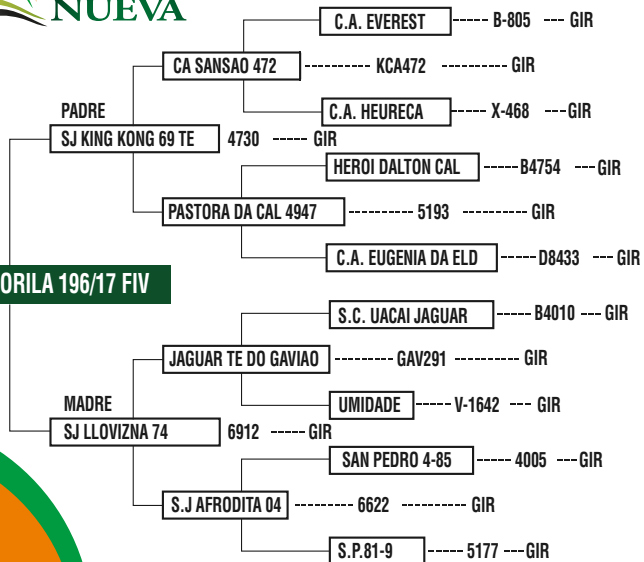 NUEVA
C.A. EVEREST ----- B-805 --- GIR
CA SANSAO 472 ---------- KCA472 ---------- GIR
C.A. HEURECA ----- X-468 ---GIR
PADRE
SJ KING KONG 69 TE 4730 ----- GIR
HEROI DALTON CAL -----B4754 ---GIR
PASTORA DA CAL 4947 ---------- 5193 ---------- GIR
C.A. EUGENIA DA ELD -----D8433 --- GIR
ORILA 196/17 FIV
S.C. UACAI JAGUAR ----- B4010 --- GIR
JAGUAR TE DO GAVIAO --------- GAV291 ---------- GIR
UMIDADE ----- V-1642 --- GIR
MADRE
SJ LLOVIZNA 74 6912 ----- GIR
SAN PEDRO 4-85 ----- 4005 ---GIR
S.J AFRODITA 04 --------- 6622 ---------- GIR
S.P.81-9 ----- 5177 ---GIR